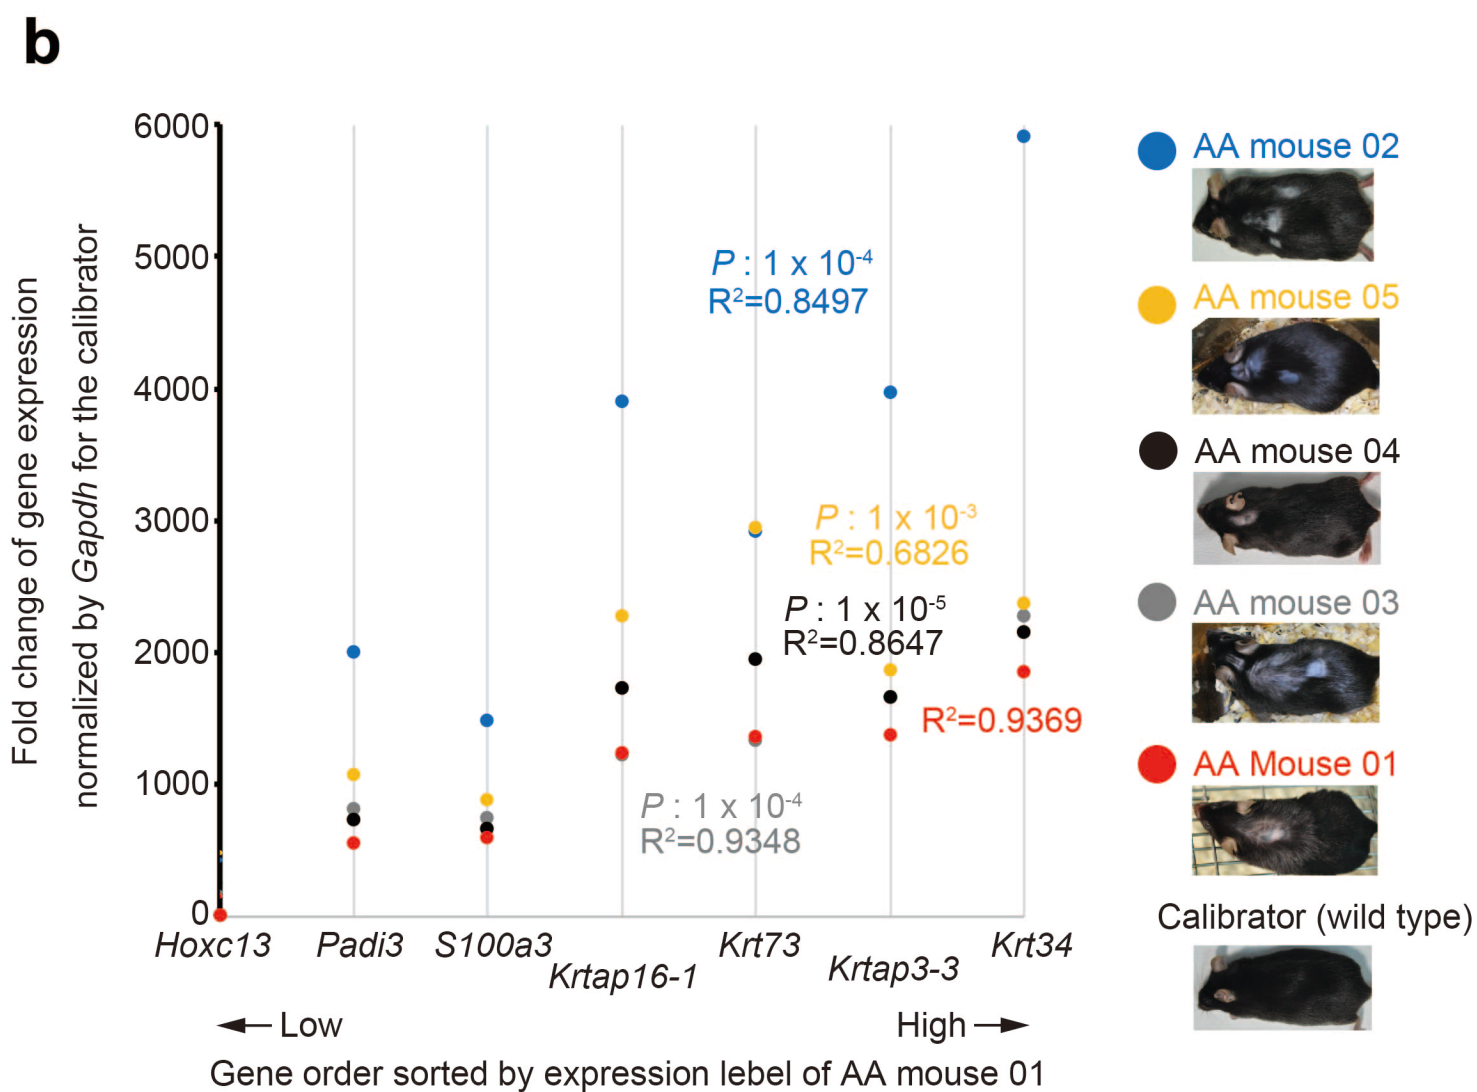 b
Fold change of gene expression
normalized by Gapdh for the calibrator
6000
5000
4000
3000
2000
1000
0
P : 1 x 10-4
R2=0.8497
P : 1 x 10-3
R2=0.6826
P : 1 x 10-5
R2=0.8647
R2=0.9369
P : 1 x 10-4
R2=0.9348
Hoxc13
Padi3
S100a3
Krtap16-1
Krt73
Krtap3-3
Krt34
Low
High
Gene order sorted by expression lebel of AA mouse 01
AA mouse 02
AA mouse 05
AA mouse 04
AA mouse 03
AA Mouse 01
Calibrator (wild type)